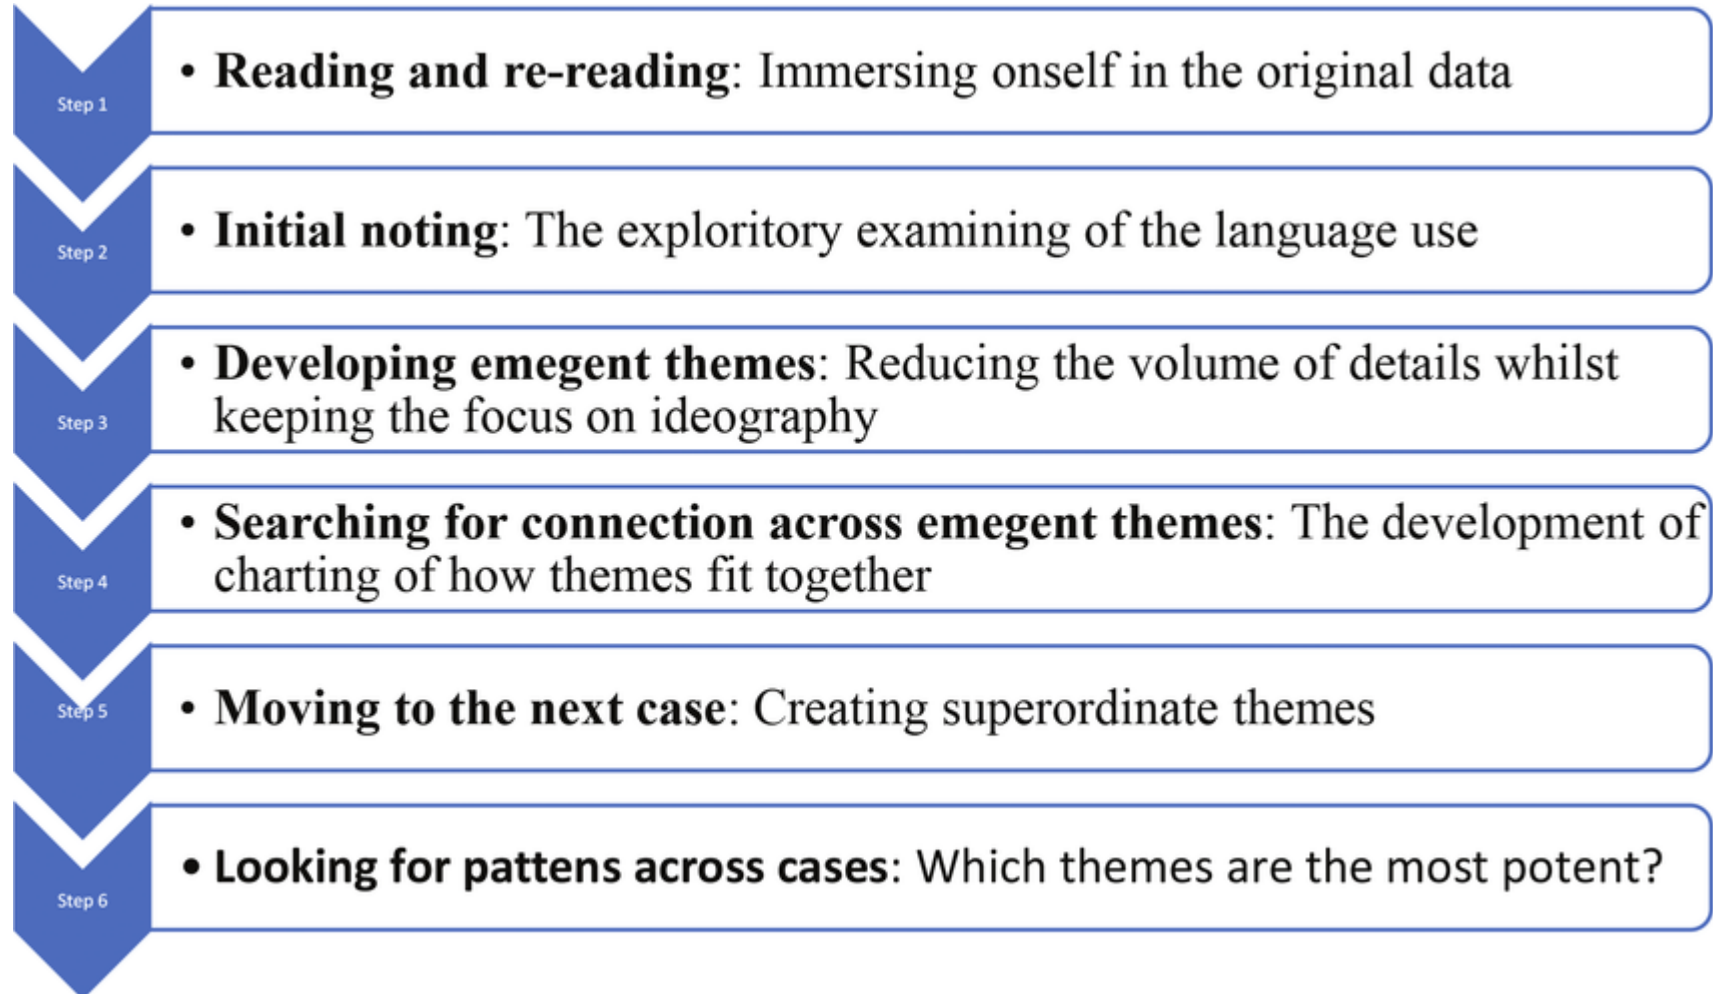 Step 1
• Reading and re-reading: Immersing onself in the original data
Step 2
• Initial noting: The exploritory examining of the language use
Step 3
• Developing emegent themes: Reducing the volume of details whilst
keeping the focus on ideography
Step 4
• Searching for connection across emegent themes: The development of
charting of how themes fit together
Step 5
• Moving to the next case: Creating superordinate themes
Step 6
• Looking for pattens across cases: Which themes are the most potent?